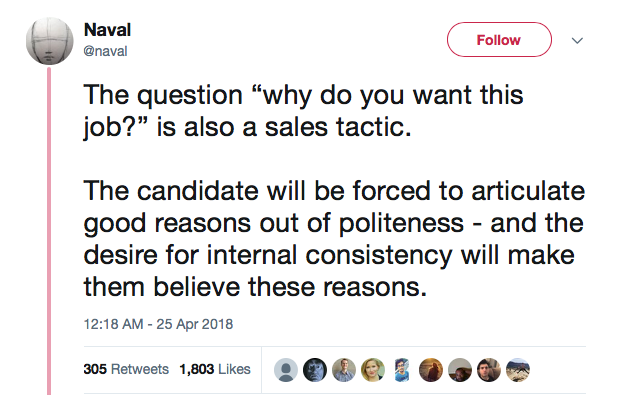 Naval
@naval
Follow
The question “why do you want this
job?” is also a sales tactic.
The candidate will be forced to articulate
good reasons out of politeness - and the
desire for internal consistency will make
them believe these reasons.
12:18 AM - 25 Apr 2018
305 Retweets 1,803 Likes